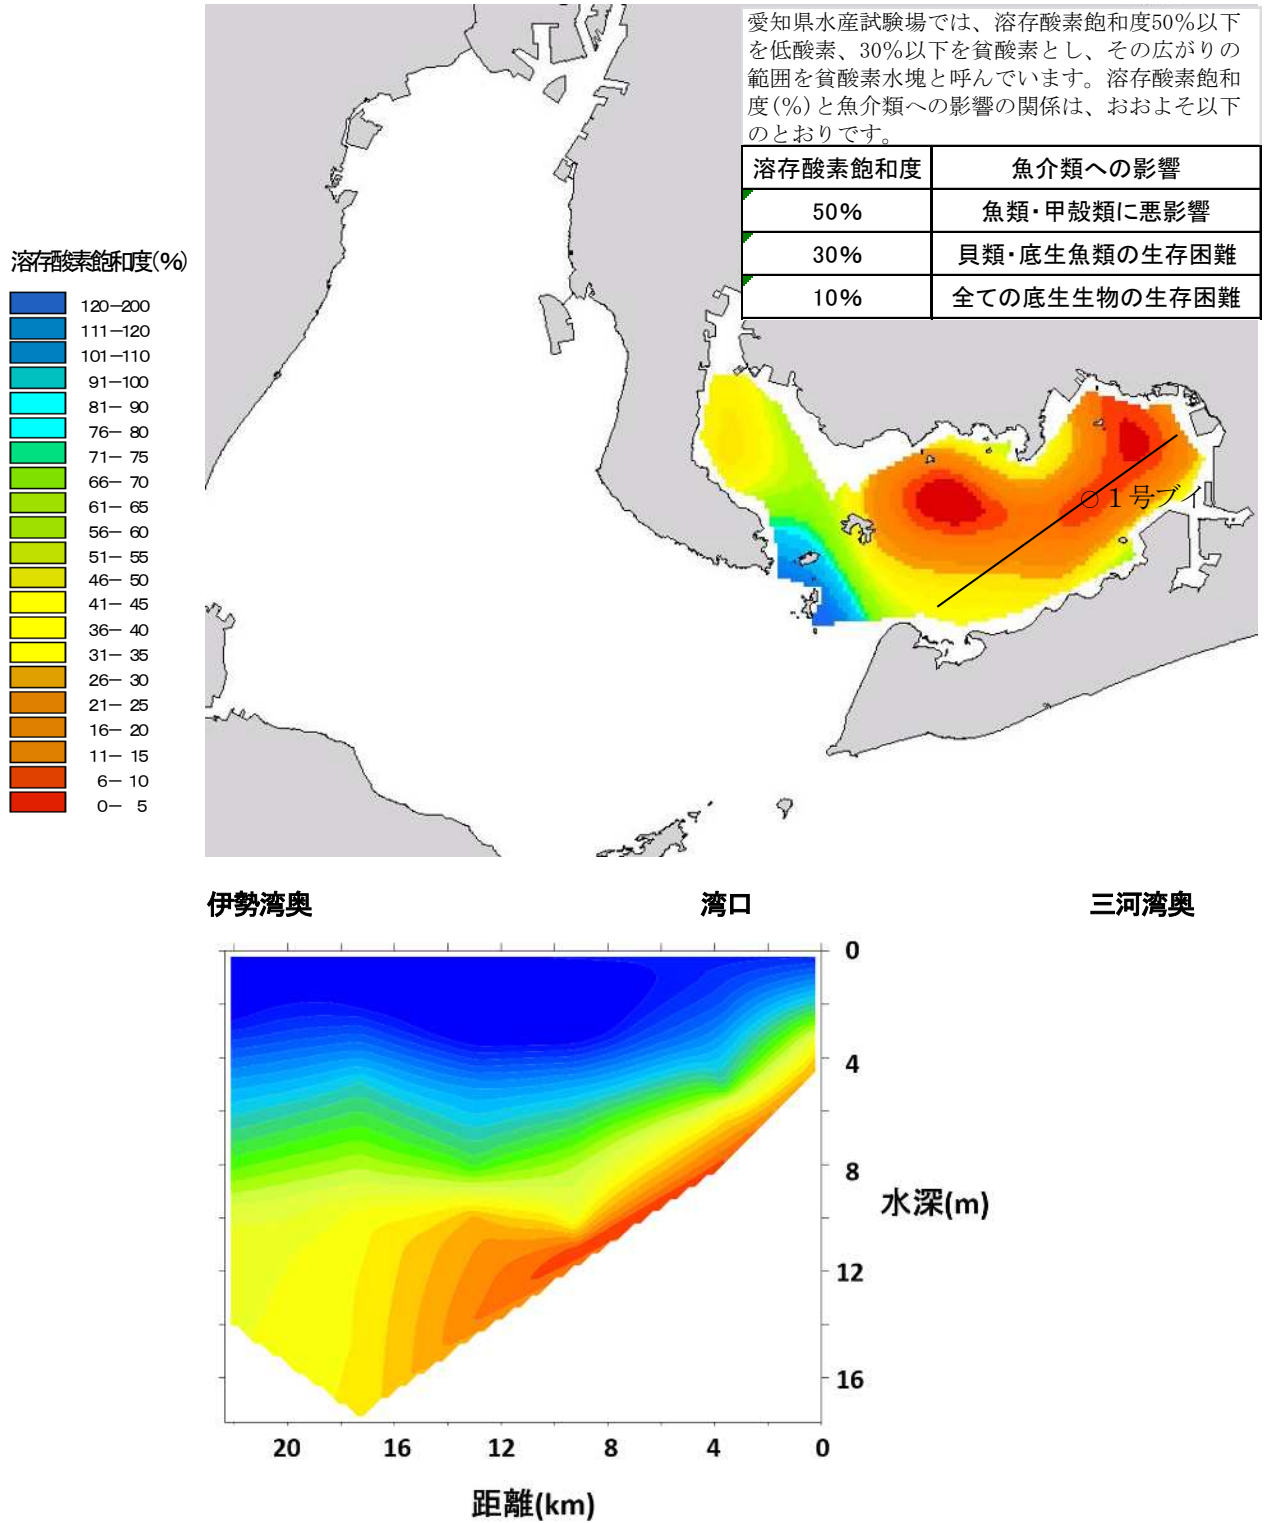 愛知県水産試験場では、溶存酸素飽和度50%以下
を低酸素、30%以下を貧酸素とし、その広がりの
範囲を貧酸素水塊と呼んでいます。溶存酸素飽和
度(%)と魚介類への影響の関係は、おおよそ以下
のとおりです。
溶存酸素飽和度 魚介類への影響
50% 魚類・甲殻類に悪影響
30% 貝類・底生魚類の生存困難
10% 全ての底生生物の生存困難
溶存酸素飽和度(%)
120-200
111-120
101-110
91-100
81- 90
76- 80
71- 75
66- 70
61- 65
56- 60
51- 55
46- 50
41- 45
36- 40
31- 35
26- 30
21- 25
16- 20
11- 15
6- 10
0- 5
○1号ブイ
伊勢湾奥 湾口 三河湾奥
0
4
8
12
16
水深(m)
20 16 12 8 4 0
距離(km)